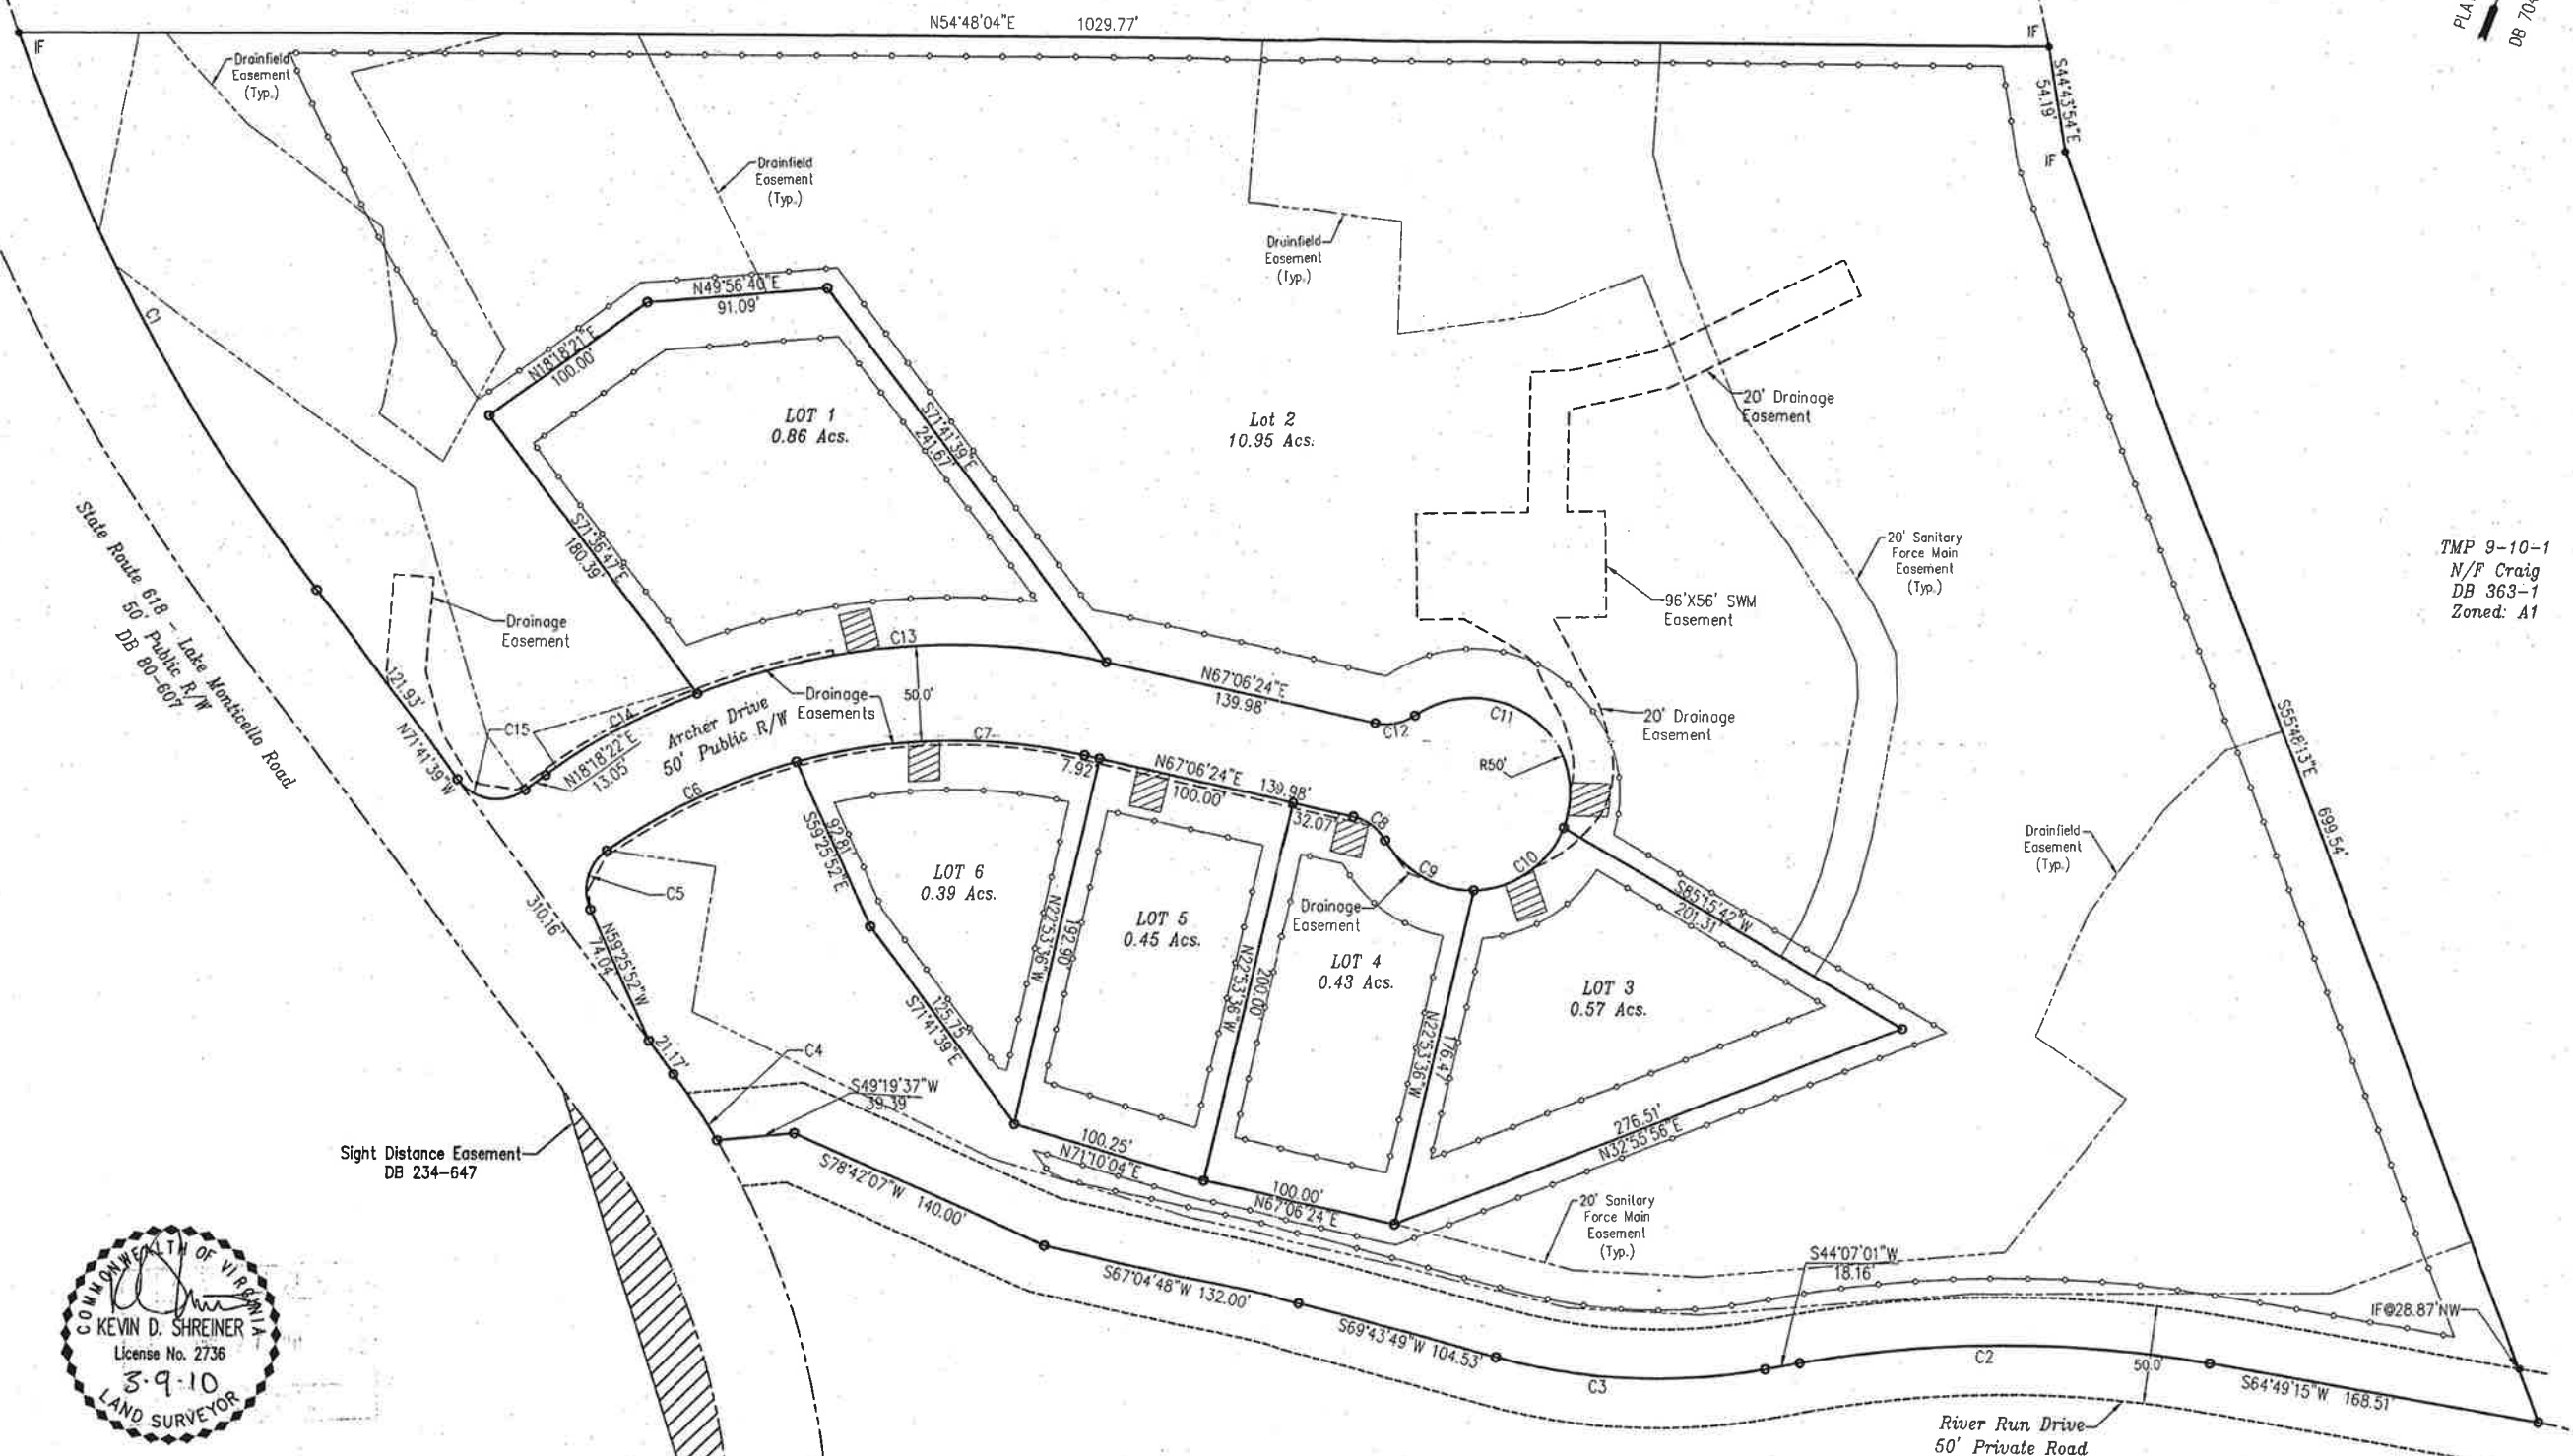 N54°48'04"E 1029.77'
PLA
DB 704
IF
IF
IF
S44°43'54"E
54.19'
Drainfield
Easement
(Typ.)
Drainfield
Easement
(Typ.)
Drainfield
Easement
(Typ.)
C1
N49°56'40"E
91.09'
N18°18'21"E
100.00'
LOT 1
0.86 Acs.
S71°41'39"E
241.67'
S71°36'47"E
180.39'
Lot 2
10.95 Acs.
20' Drainage
Easement
20' Sanitary
Force Main
Easement
(Typ.)
96'X56' SWM
Easement
TMP 9-10-1
N/F Craig
DB 363-1
Zoned: A1
State Route 618 - Lake Monticello Road
50' Public R/W
DB 80-607
Drainage
Easement
121.93'
N71°41'39"W
C15
C14
N18°18'22"E
13.05'
Archer Drive
50' Public R/W
Drainage
Easements
C13
50.0'
N67°06'24"E
139.98'
C12
C11
R50'
20' Drainage
Easement
C7
7.92'
N67°06'24"E 139.98'
100.00'
32.07'
C8
C9
C10
C6
C5
S55°48'13"E
699.54'
Drainfield
Easement
(Typ.)
92.81'
S59°25'52"E
LOT 6
0.39 Acs.
N22°53'36"W
192.90'
LOT 5
0.45 Acs.
N22°53'36"W
200.00'
Drainage
Easement
LOT 4
0.43 Acs.
N22°53'36"W
176.47'
S85°15'42"W
201.31'
LOT 3
0.57 Acs.
310.16'
N59°25'52"W
74.04'
21.17'
125.75'
S71°41'39"E
C4
S49°19'37"W
39.39'
Sight Distance Easement
DB 234-647
100.25'
N71°10'04"E
100.00'
N67°06'24"E
276.51'
N32°55'56"E
S78°42'07"W 140.00'
20' Sanitary
Force Main
Easement
(Typ.)
S67°04'48"W 132.00'
S69°43'49"W 104.53'
S44°07'01"W
18.16'
C3
C2
50.0'
IF@28.87'NW
S64°49'15"W 168.51'
River Run Drive
50' Private Road
COMMONWEALTH OF VIRGINIA
KEVIN D. SHREINER
License No. 2736
3-9-10
LAND SURVEYOR